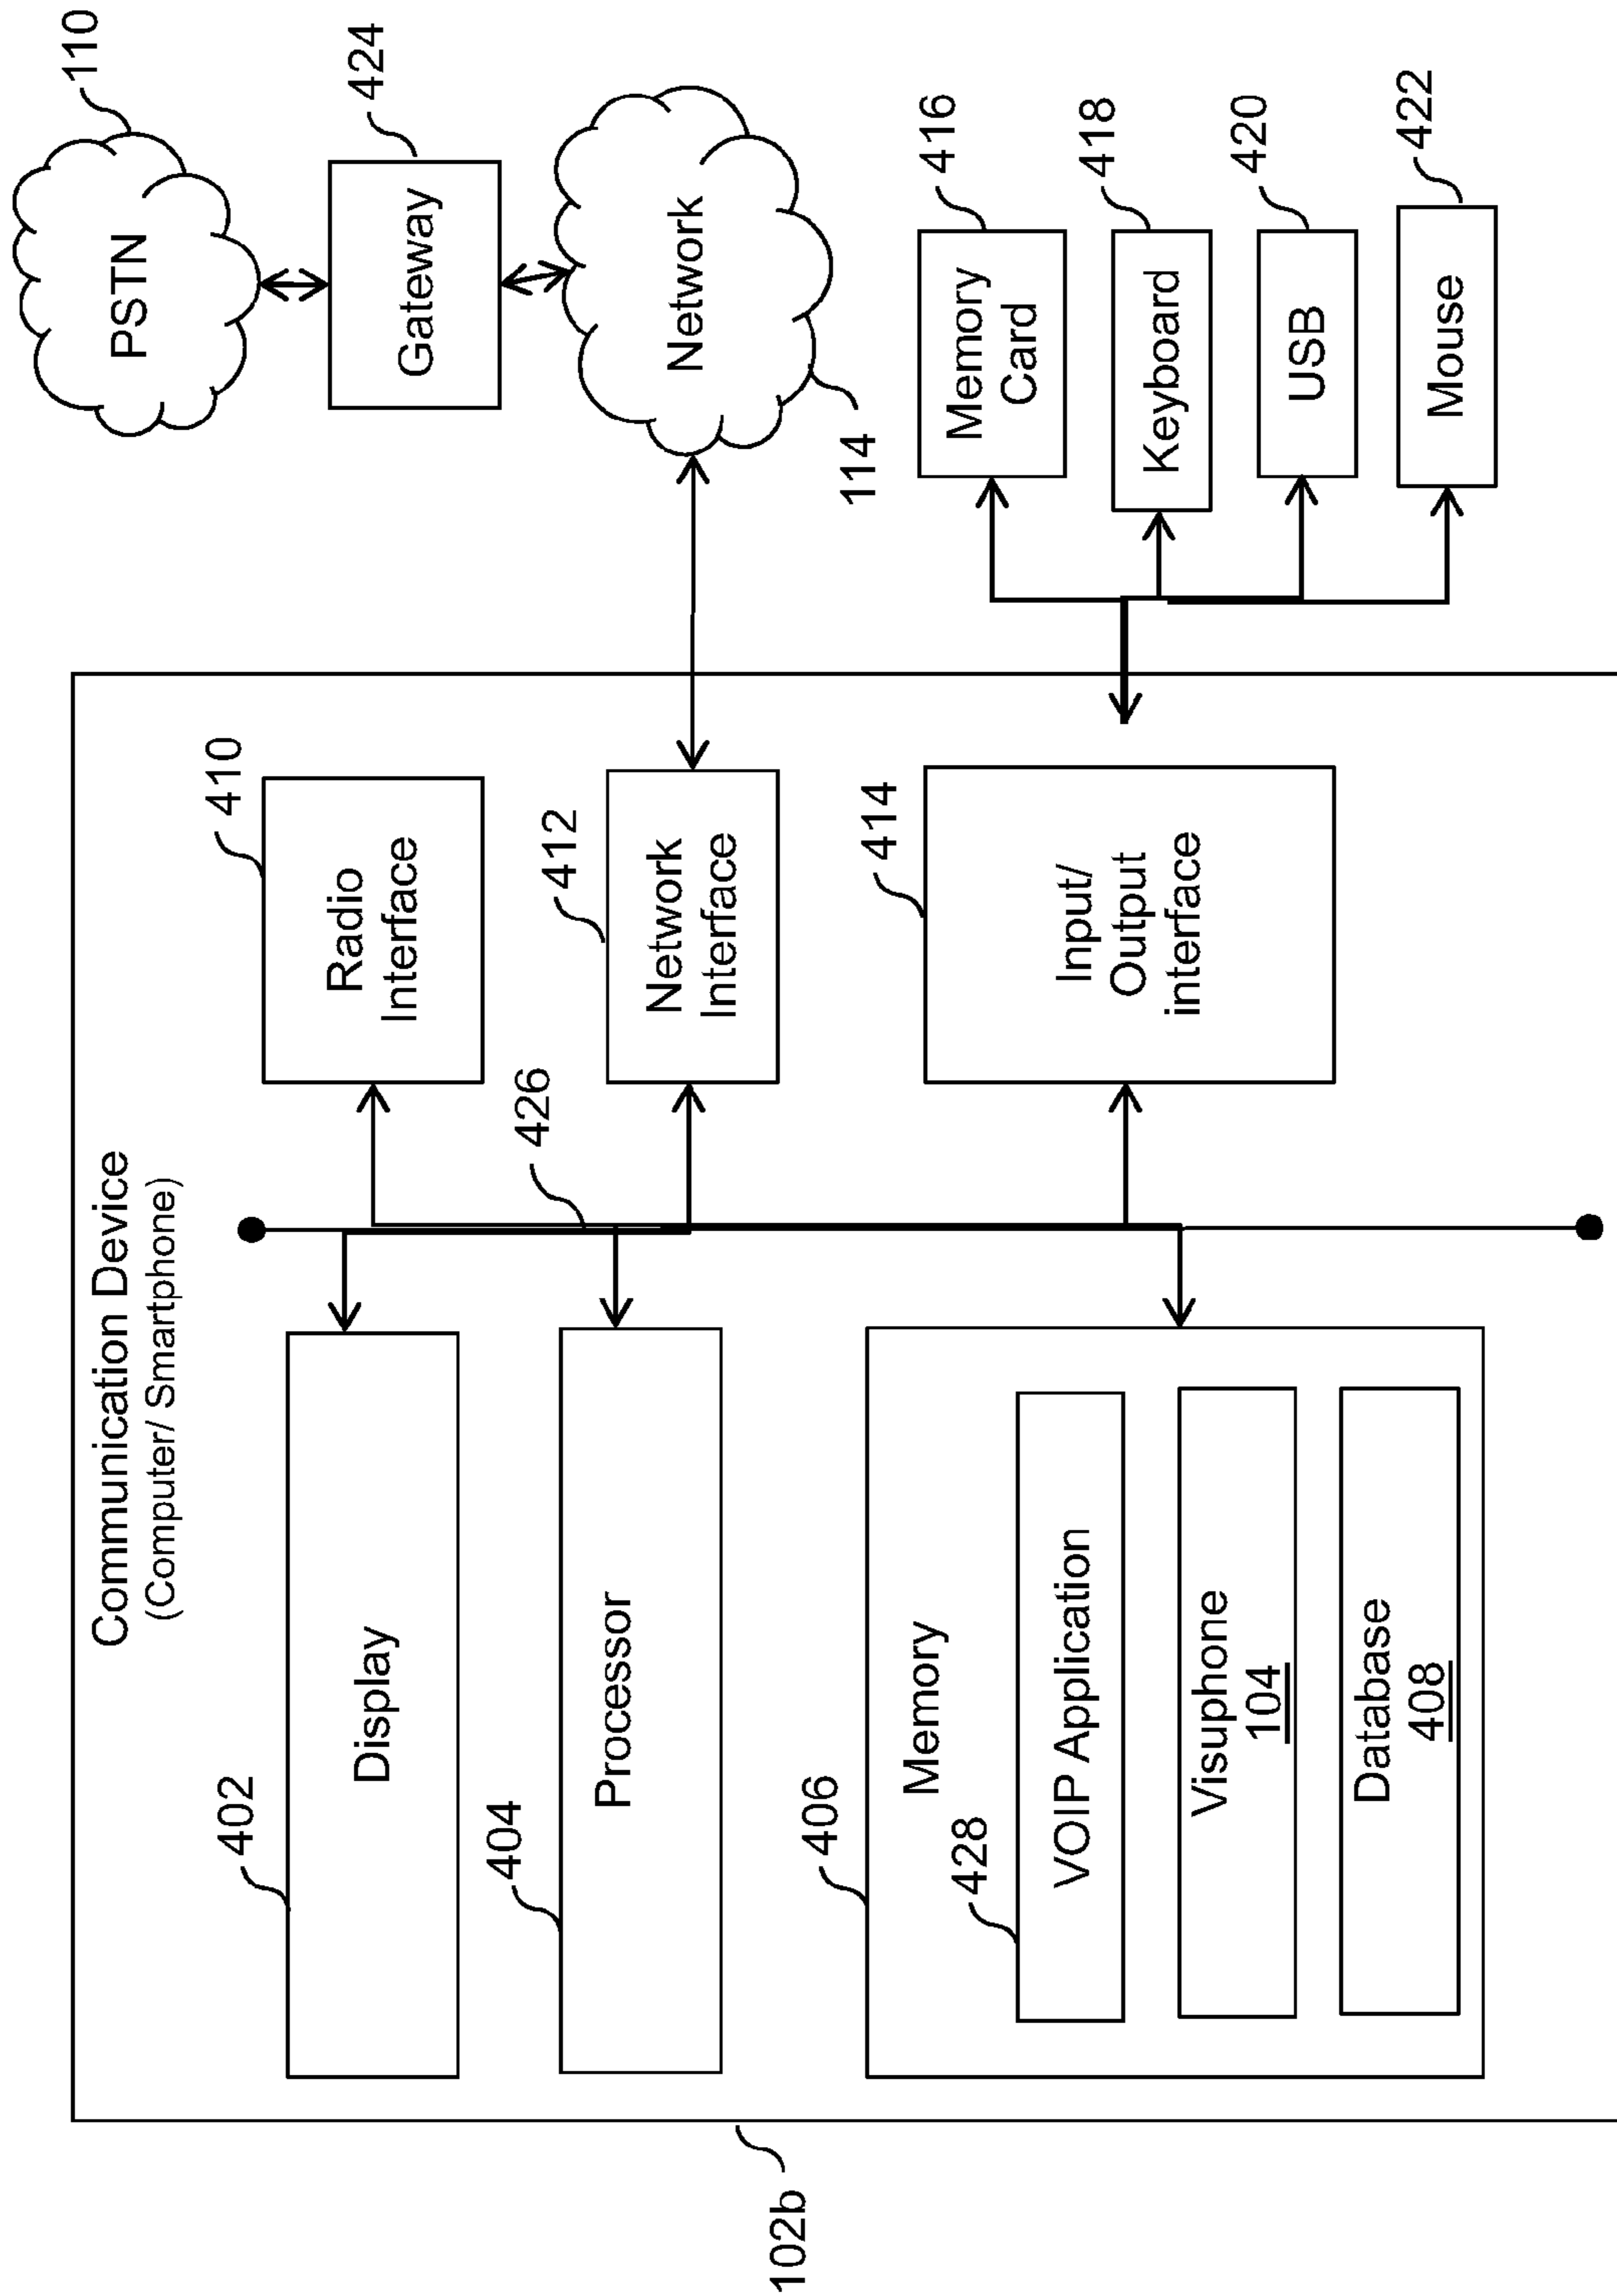 Communication Device
(Computer/ Smartphone)
402
Display
410
Radio
Interface
PSTN
110
Gateway
424
404
Processor
426
412
Network
Interface
Network
114
406
Memory
428
VOIP Application
Visuphone
104
Database
408
414
Input/
Output
interface
Memory
Card
416
Keyboard
418
USB
420
Mouse
422
102b